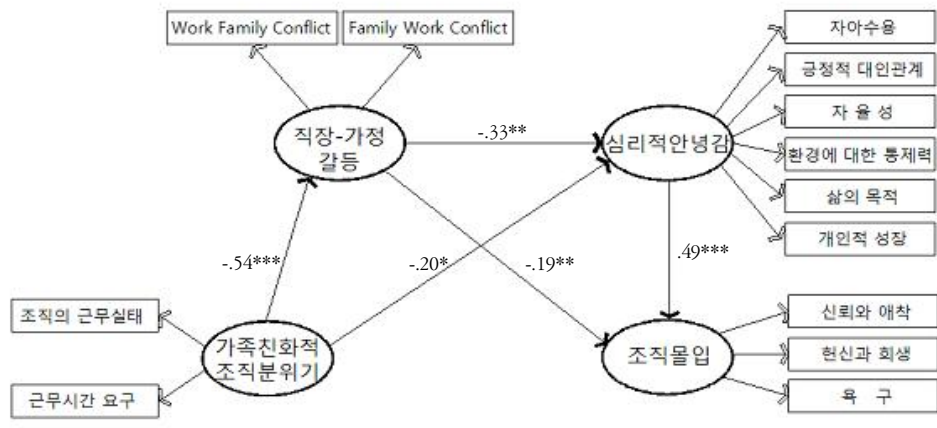 Work Family Conflict
Family Work Conflict
자아수용
긍정적 대인관계
자 율 성
환경에 대한 통제력
삶의 목적
개인적 성장
직장-가정
갈등
심리적안녕감
-.33**
-.54***
-.20*
-.19**
.49***
조직의 근무실태
근무시간 요구
가족친화적
조직분위기
조직몰입
신뢰와 애착
헌신과 희생
욕 구